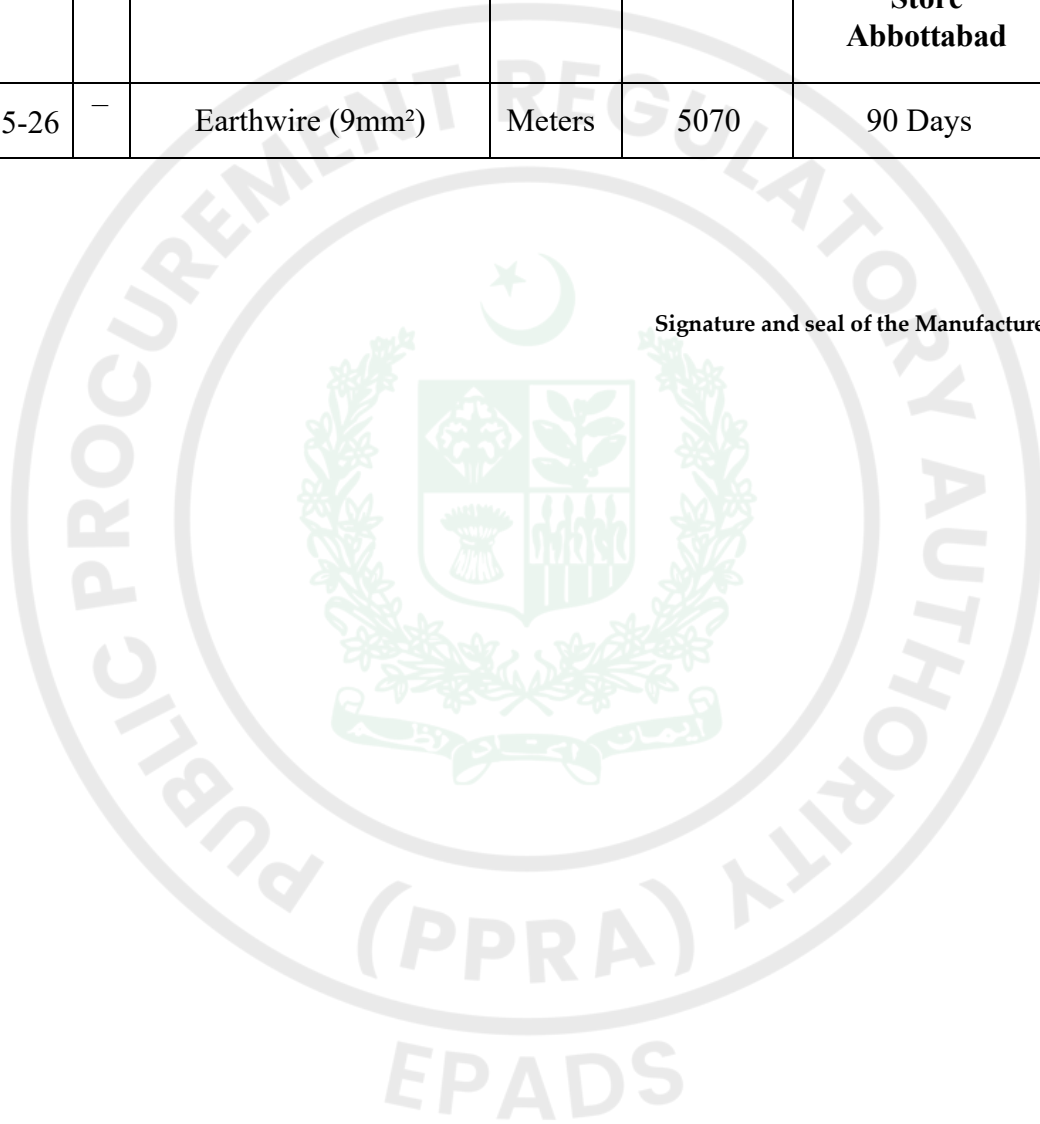 Store
Abbottabad
5-26 – Earthwire (9mm²) Meters 5070 90 Days
Signature and seal of the Manufacture
PUBLIC PROCUREMENT REGULATORY AUTHORITY
(PPRA)
EPADS